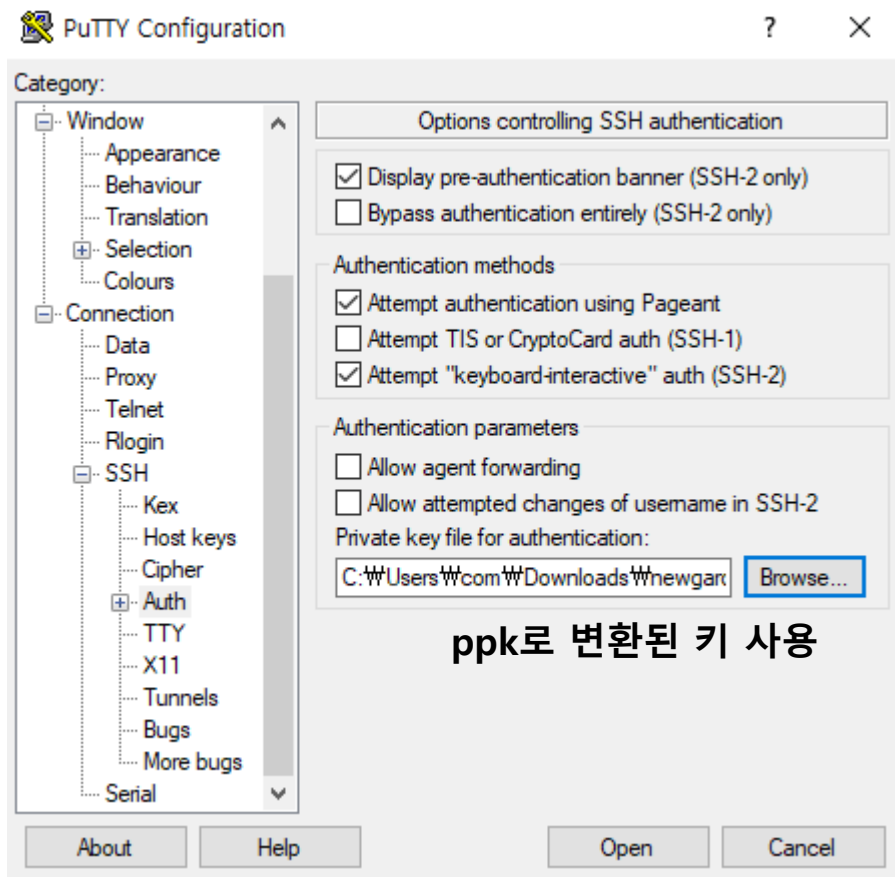 PuTTY Configuration
?
Category:
Window
Appearance
Behaviour
Translation
Selection
Colours
Connection
Data
Proxy
Telnet
Rlogin
SSH
Kex
Host keys
Cipher
Auth
TTY
X11
Tunnels
Bugs
More bugs
Serial
Options controlling SSH authentication
Display pre-authentication banner (SSH-2 only)
Bypass authentication entirely (SSH-2 only)
Authentication methods
Attempt authentication using Pageant
Attempt TIS or CryptoCard auth (SSH-1)
Attempt "keyboard-interactive" auth (SSH-2)
Authentication parameters
Allow agent forwarding
Allow attempted changes of username in SSH-2
Private key file for authentication:
C:₩Users₩com₩Downloads₩newgard Browse...
ppk로 변환된 키 사용
About Help Open Cancel